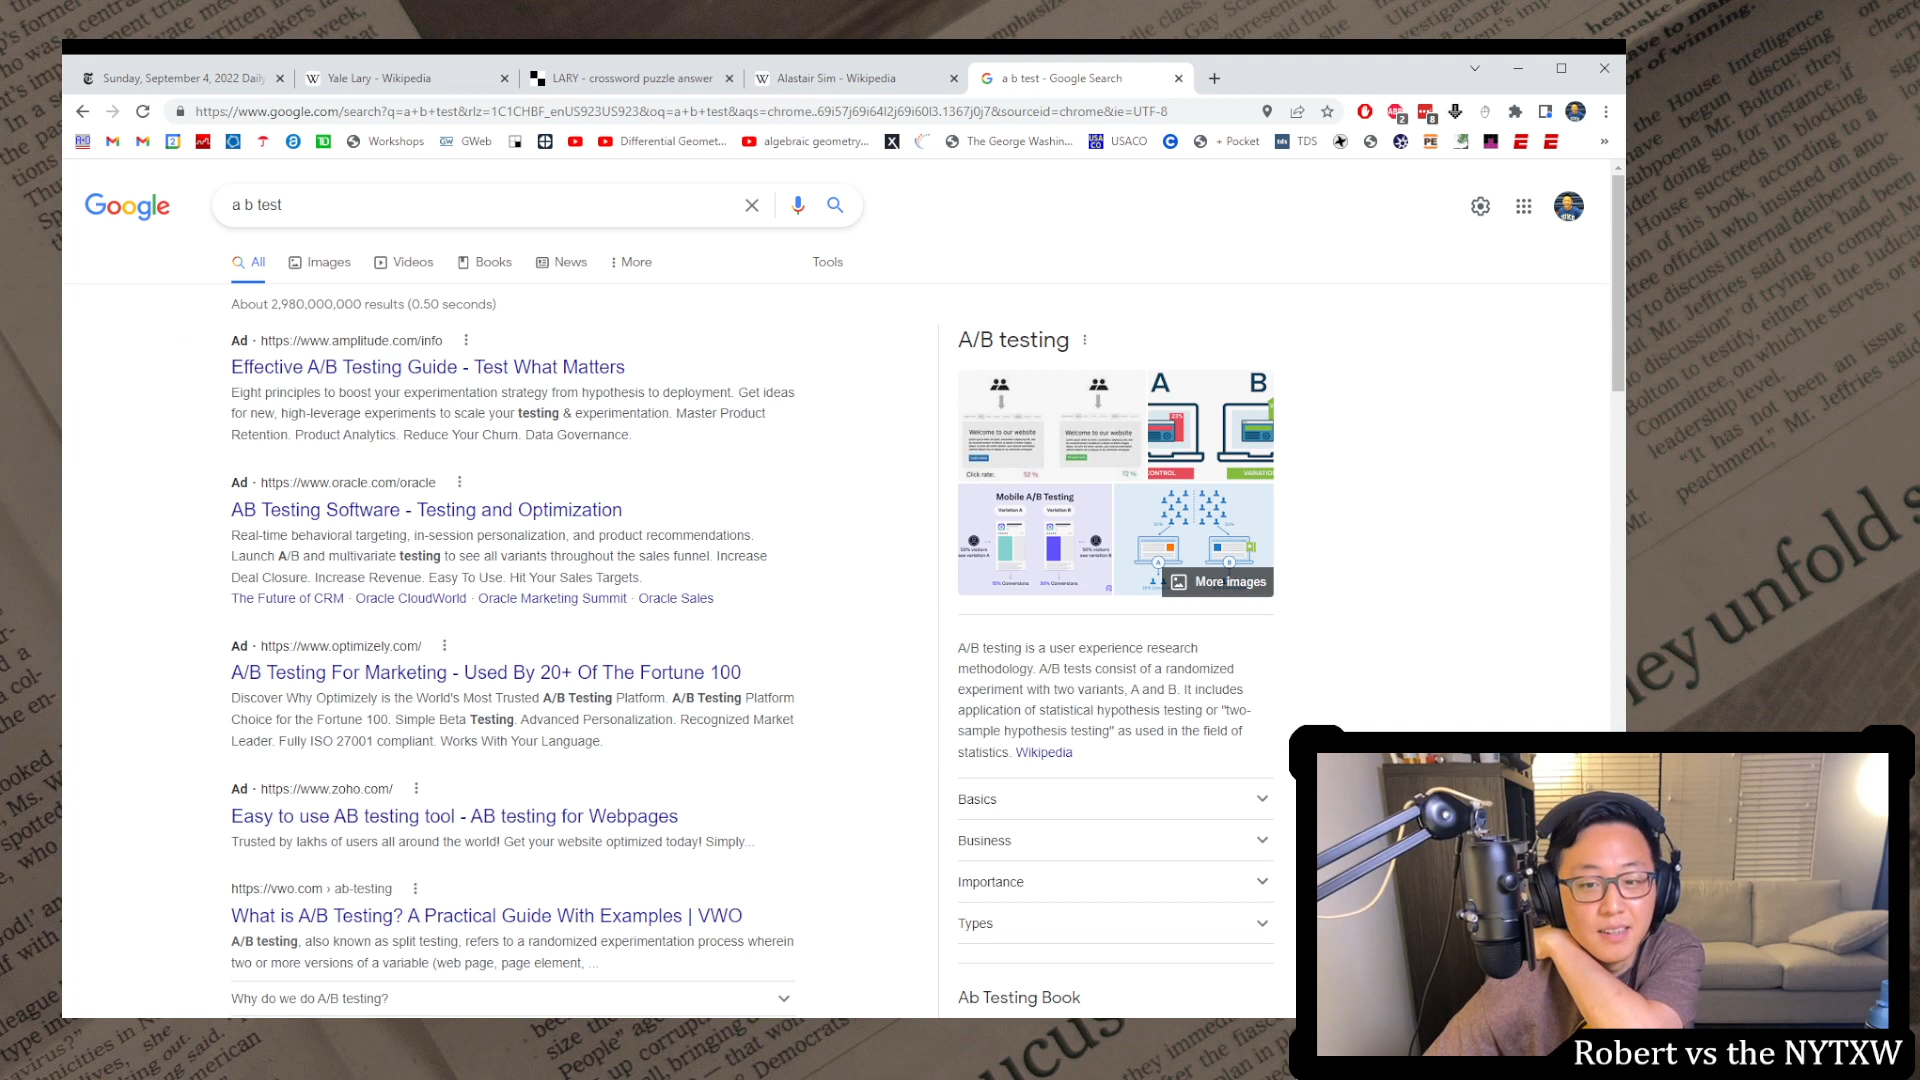 Sunday, September 4, 2022 Daily
Yale Lary - Wikipedia
LARY - crossword puzzle answer
Alastair Sim - Wikipedia
a b test - Google Search
https://www.google.com/search?q=a+b+test&rlz=1C1CHBF_enUS923US923&oq=a+b+test&aqs=chrome..69i57j69i64l2j69i60l3.1367j0j7&sourceid=chrome&ie=UTF-8
Workshops
GWeb
Differential Geomet...
algebraic geometry...
The George Washin...
USACO
+ Pocket
TDS
Google
a b test
All
Images
Videos
Books
News
More
Tools
About 2,980,000,000 results (0.50 seconds)
Ad · https://www.amplitude.com/info
Effective A/B Testing Guide - Test What Matters
Eight principles to boost your experimentation strategy from hypothesis to deployment. Get ideas
for new, high-leverage experiments to scale your testing & experimentation. Master Product
Retention. Product Analytics. Reduce Your Churn. Data Governance.
Ad · https://www.oracle.com/oracle
AB Testing Software - Testing and Optimization
Real-time behavioral targeting, in-session personalization, and product recommendations.
Launch A/B and multivariate testing to see all variants throughout the sales funnel. Increase
Deal Closure. Increase Revenue. Easy To Use. Hit Your Sales Targets.
The Future of CRM · Oracle CloudWorld · Oracle Marketing Summit · Oracle Sales
Ad · https://www.optimizely.com/
A/B Testing For Marketing - Used By 20+ Of The Fortune 100
Discover Why Optimizely is the World's Most Trusted A/B Testing Platform. A/B Testing Platform
Choice for the Fortune 100. Simple Beta Testing. Advanced Personalization. Recognized Market
Leader. Fully ISO 27001 compliant. Works With Your Language.
Ad · https://www.zoho.com/
Easy to use AB testing tool - AB testing for Webpages
Trusted by lakhs of users all around the world! Get your website optimized today! Simply...
https://vwo.com › ab-testing
What is A/B Testing? A Practical Guide With Examples | VWO
A/B testing, also known as split testing, refers to a randomized experimentation process wherein
two or more versions of a variable (web page, page element, ...
Why do we do A/B testing?
A/B testing
Welcome to our website
Welcome to our website
Click rate:
52 %
72 %
A
B
23%
CONTROL
VARIATIO
Mobile A/B Testing
Variation A
Variation B
A
B
More images
A/B testing is a user experience research
methodology. A/B tests consist of a randomized
experiment with two variants, A and B. It includes
application of statistical hypothesis testing or "two-
sample hypothesis testing" as used in the field of
statistics. Wikipedia
Basics
Business
Importance
Types
Ab Testing Book
hey unfold s
Robert vs the NYTXW